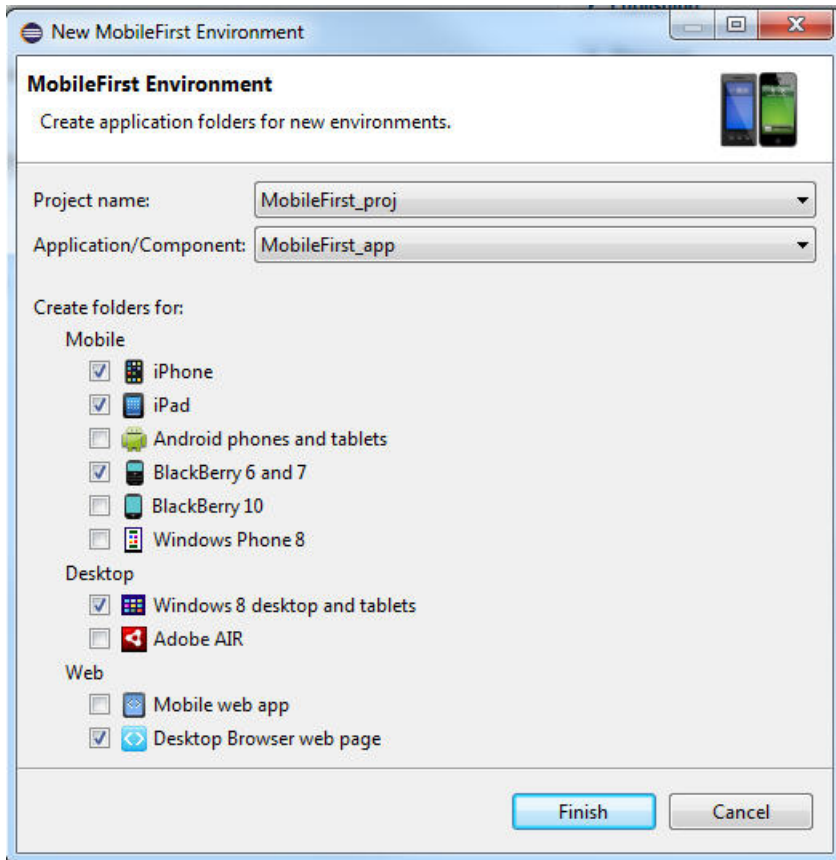 New MobileFirst Environment
MobileFirst Environment
Create application folders for new environments.
Project name: MobileFirst_proj
Application/Component: MobileFirst_app
Create folders for:
Mobile
iPhone
iPad
Android phones and tablets
BlackBerry 6 and 7
BlackBerry 10
Windows Phone 8
Desktop
Windows 8 desktop and tablets
Adobe AIR
Web
Mobile web app
Desktop Browser web page
Finish Cancel